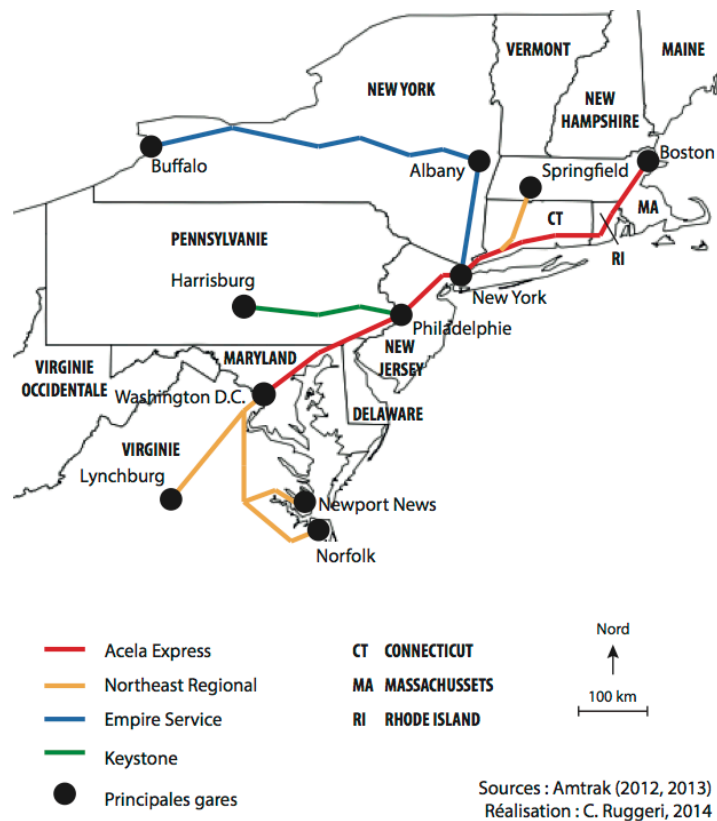 VERMONT
MAINE
NEW YORK
NEW
HAMPSHIRE
Buffalo
Albany
Springfield
Boston
CT
MA
RI
PENNSYLVANIE
Harrisburg
New York
Philadelphie
NEW
JERSEY
MARYLAND
VIRGINIE
OCCIDENTALE
Washington D.C.
DELAWARE
VIRGINIE
Lynchburg
Newport News
Norfolk
Acela Express
Northeast Regional
Empire Service
Keystone
Principales gares
CT CONNECTICUT
MA MASSACHUSSETS
RI RHODE ISLAND
Nord
100 km
Sources : Amtrak (2012, 2013)
Réalisation : C. Ruggeri, 2014